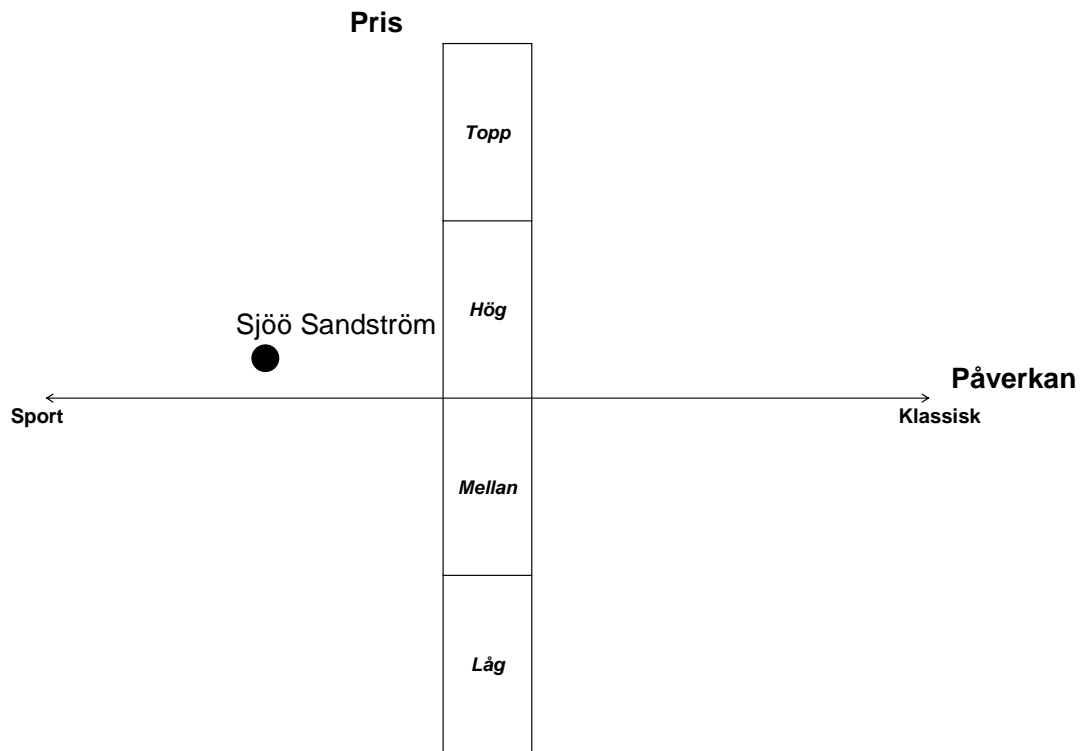 Pris
Topp
Hög
Sjöö Sandström
Påverkan
Sport
Klassisk
Mellan
Låg